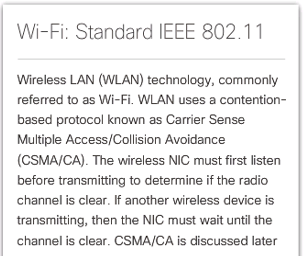 Wi-Fi: Standard IEEE 802.11
Wireless LAN (WLAN) technology, commonly
referred to as Wi-Fi. WLAN uses a contention-
based protocol known as Carrier Sense
Multiple Access/Collision Avoidance
(CSMA/CA). The wireless NIC must first listen
before transmitting to determine if the radio
channel is clear. If another wireless device is
transmitting, then the NIC must wait until the
channel is clear. CSMA/CA is discussed later